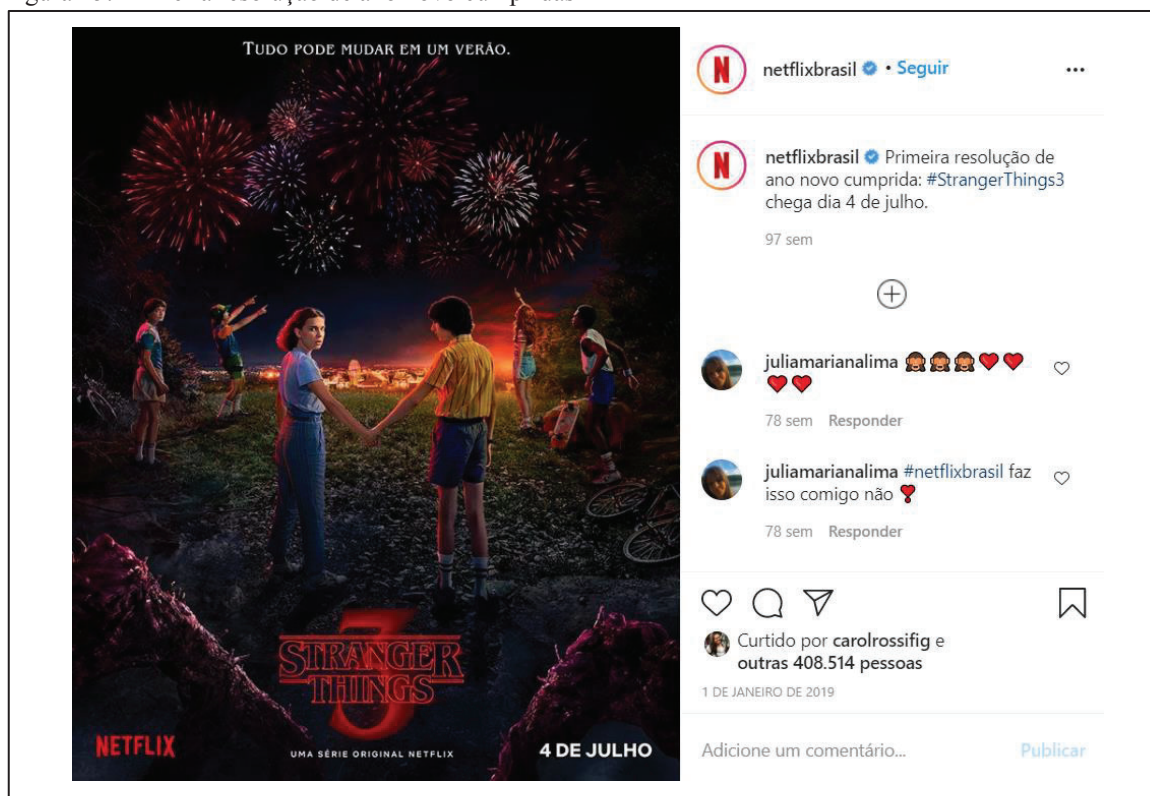 TUDO PODE MUDAR EM UM VERÃO.
STRANGER
THINGS
3
NETFLIX
UMA SÉRIE ORIGINAL NETFLIX
4 DE JULHO
N
netflixbrasil • Seguir
N
netflixbrasil Primeira resolução de
ano novo cumprida: #StrangerThings3
chega dia 4 de julho.
97 sem
juliamarianalima
78 sem Responder
juliamarianalima #netflixbrasil faz
isso comigo não
78 sem Responder
Curtido por carolrossifig e
outras 408.514 pessoas
1 DE JANEIRO DE 2019
Adicione um comentário... Publicar